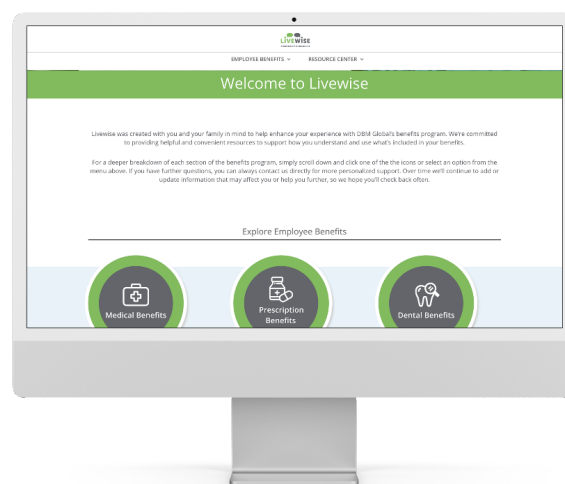 LIVEWISE
EMPLOYEE BENEFITS
RESOURCE CENTER
Welcome to Livewise
Livewise was created with you and your family in mind to help enhance your experience with DBM Global's benefits program. We're committed
to providing helpful and convenient resources to support how you understand and use what's included in your benefits.
For a deeper breakdown of each section of the benefits program, simply scroll down and click one of the the icons or select an option from the
menu above. If you have further questions, you can always contact us directly for more personalized support. Over time we'll continue to add or
update information that may affect you or help you further, so we hope you'll check back often.
Explore Employee Benefits
Medical Benefits
Prescription
Benefits
Dental Benefits